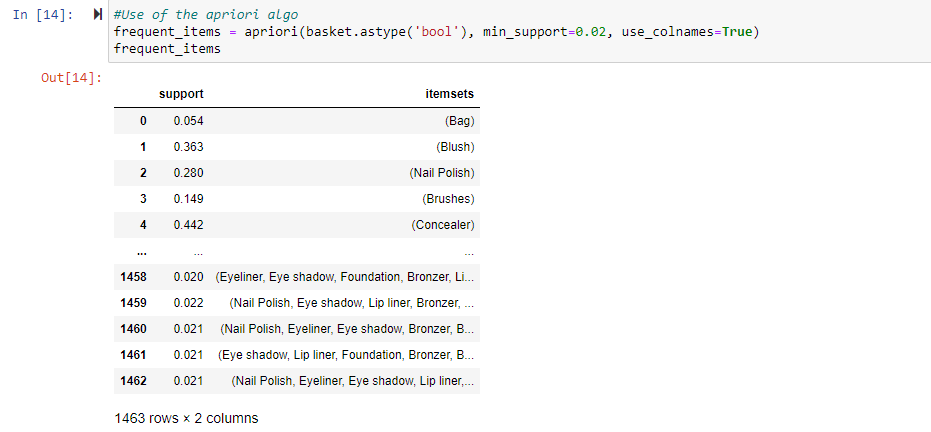 In [14]:
#Use of the apriori algo
frequent_items = apriori(basket.astype('bool'), min_support=0.02, use_colnames=True)
frequent_items
Out[14]:
support itemsets
0 0.054 (Bag)
1 0.363 (Blush)
2 0.280 (Nail Polish)
3 0.149 (Brushes)
4 0.442 (Concealer)
... ... ...
1458 0.020 (Eyeliner, Eye shadow, Foundation, Bronzer, Li...
1459 0.022 (Nail Polish, Eye shadow, Lip liner, Bronzer, ...
1460 0.021 (Nail Polish, Eyeliner, Eye shadow, Bronzer, B...
1461 0.021 (Eye shadow, Lip liner, Foundation, Bronzer, B...
1462 0.021 (Nail Polish, Eyeliner, Eye shadow, Lip liner,...
1463 rows × 2 columns